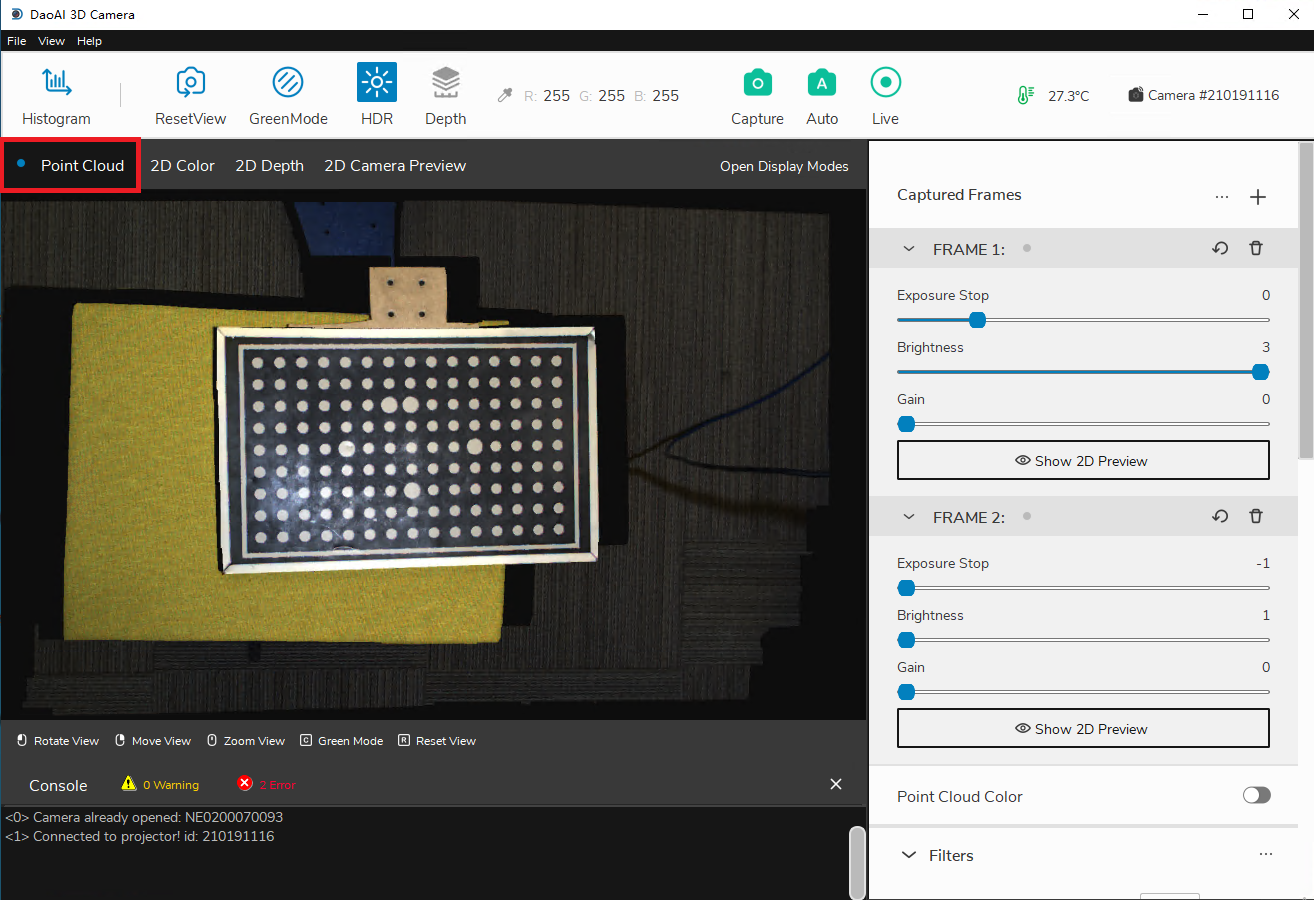 DaoAI 3D Camera
File View Help
Histogram
ResetView
GreenMode
HDR
Depth
R: 255 G: 255 B: 255
Capture
Auto
Live
27.3°C
Camera #210191116
Point Cloud
2D Color
2D Depth
2D Camera Preview
Open Display Modes
Captured Frames
FRAME 1:
Exposure Stop 0
Brightness 3
Gain 0
Show 2D Preview
FRAME 2:
Exposure Stop -1
Brightness 1
Gain 0
Show 2D Preview
Point Cloud Color
Filters
Rotate View
Move View
Zoom View
C Green Mode
R Reset View
Console
0 Warning
2 Error
<0> Camera already opened: NE0200070093
<1> Connected to projector! id: 210191116